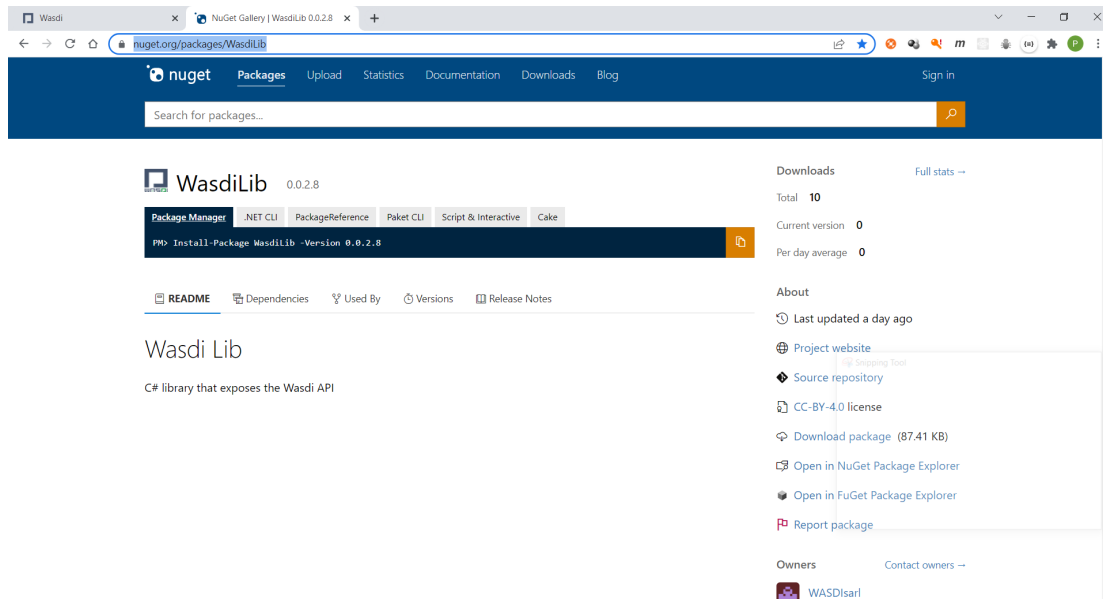 Wasdi
NuGet Gallery | WasdiLib 0.0.2.8
nuget.org/packages/WasdiLib
nuget Packages Upload Statistics Documentation Downloads Blog Sign in
Search for packages...
WasdiLib 0.0.2.8
Package Manager .NET CLI PackageReference Paket CLI Script & Interactive Cake
PM> Install-Package WasdiLib -Version 0.0.2.8
README Dependencies Used By Versions Release Notes
Wasdi Lib
C# library that exposes the Wasdi API
Downloads Full stats →
Total 10
Current version 0
Per day average 0
About
Last updated a day ago
Project website
Snipping Tool
Source repository
CC-BY-4.0 license
Download package (87.41 KB)
Open in NuGet Package Explorer
Open in FuGet Package Explorer
Report package
Owners Contact owners →
WASDIsarl